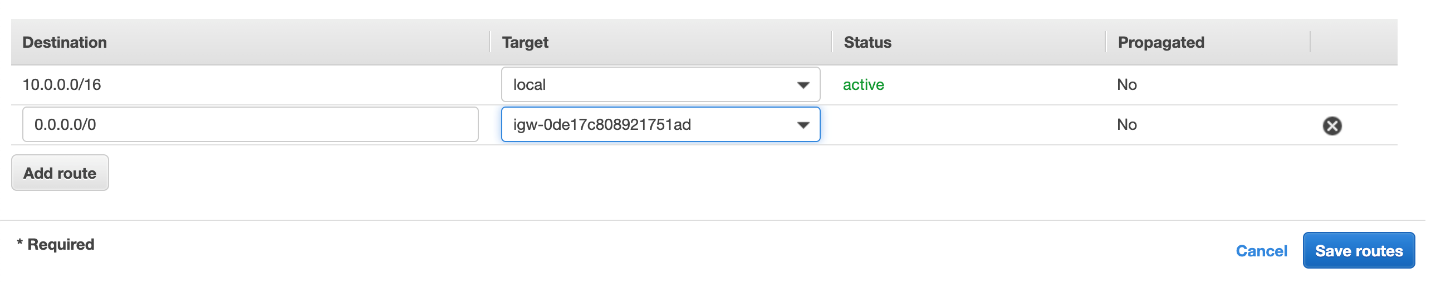 Destination Target Status Propagated
10.0.0.0/16 local active No
0.0.0.0/0 igw-0de17c808921751ad No
Add route
* Required Cancel Save routes